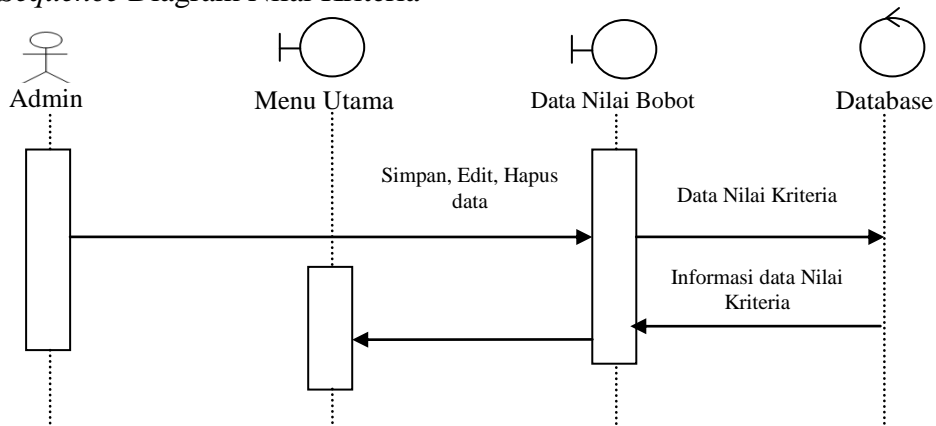 Sequence Diagram Nilai Kriteria
Admin
Menu Utama
Data Nilai Bobot
Database
Simpan, Edit, Hapus
data
Data Nilai Kriteria
Informasi data Nilai
Kriteria